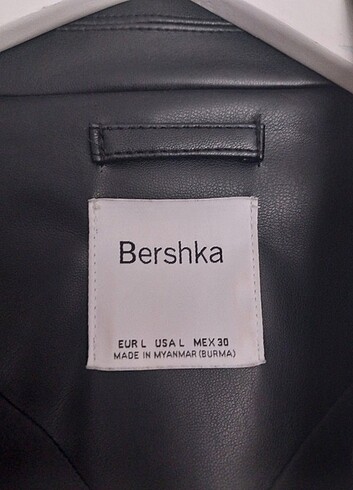 Bershka
EUR L USA L MEX 30
MADE IN MYANMAR (BURMA)